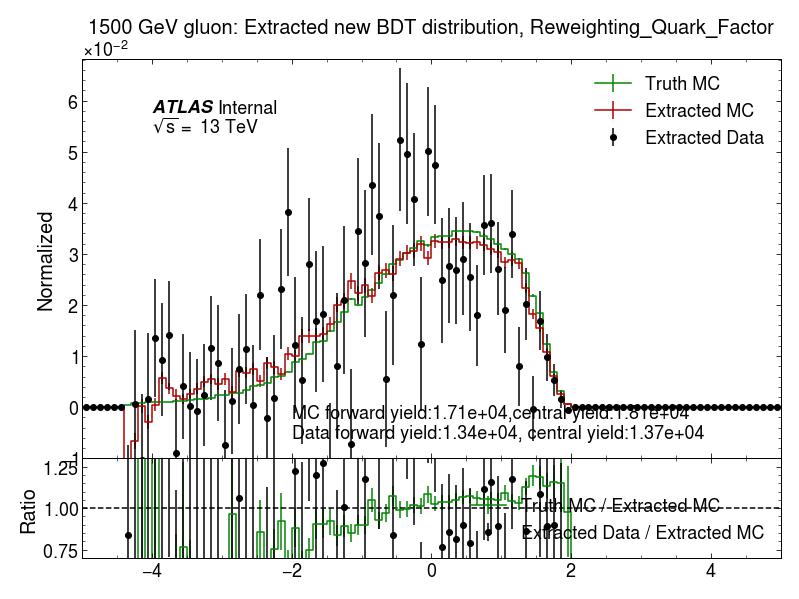 1500 GeV gluon: Extracted new BDT distribution, Reweighting_Quark_Factor
×10⁻²
ATLAS Internal
√s = 13 TeV
Truth MC
Extracted MC
Extracted Data
Normalized
6
5
4
3
2
1
0
1
MC forward yield:1.71e+04,central yield:1.81e+04
Data forward yield:1.34e+04, central yield:1.37e+04
Ratio
1.25
1.00
0.75
Truth MC / Extracted MC
Extracted Data / Extracted MC
−4
−2
0
2
4